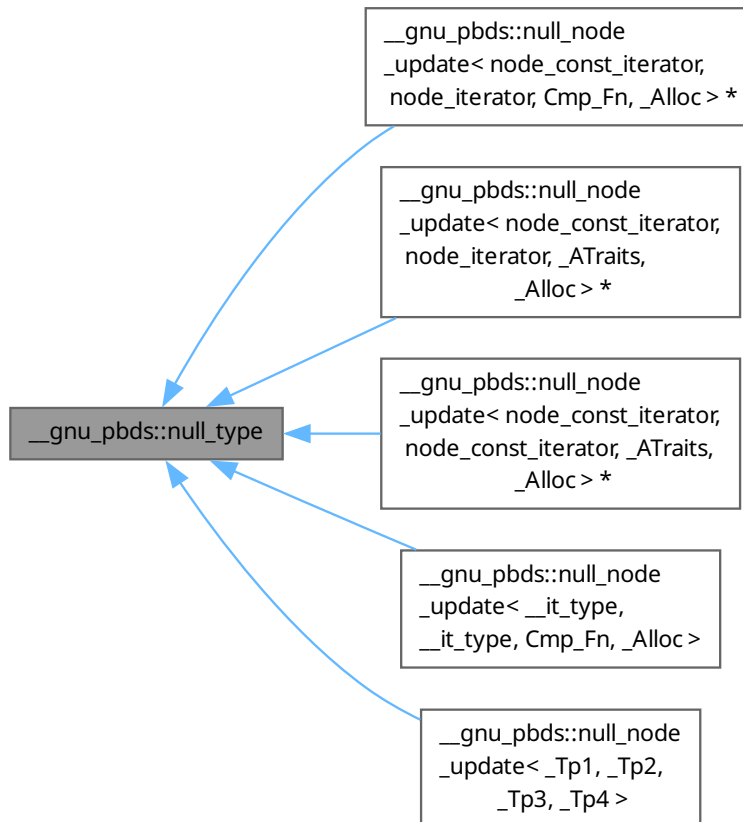 __gnu_pbds::null_node
_update< node_const_iterator,
node_iterator, Cmp_Fn, _Alloc > *
__gnu_pbds::null_node
_update< node_const_iterator,
node_iterator, _ATraits,
_Alloc > *
__gnu_pbds::null_node
_update< node_const_iterator,
node_const_iterator, _ATraits,
_Alloc > *
__gnu_pbds::null_type
__gnu_pbds::null_node
_update< __it_type,
__it_type, Cmp_Fn, _Alloc >
__gnu_pbds::null_node
_update< _Tp1, _Tp2,
_Tp3, _Tp4 >